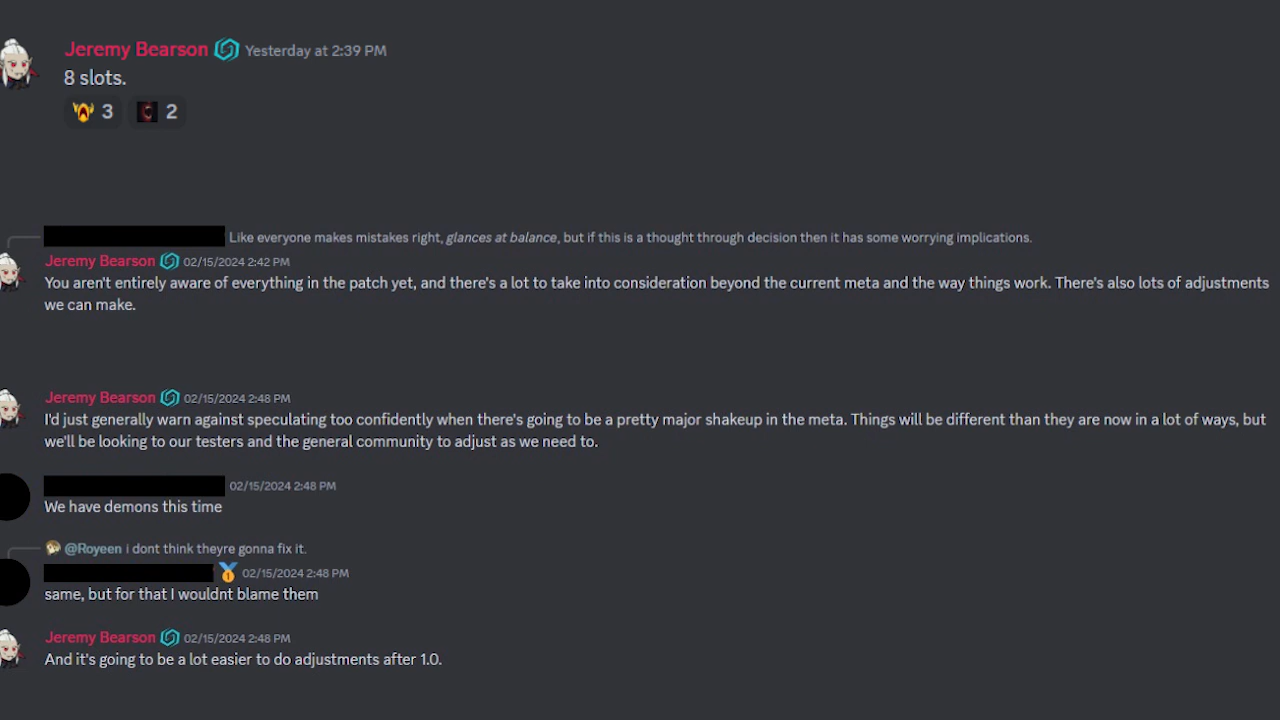 Jeremy Bearson Yesterday at 2:39 PM
8 slots.
3 2
Like everyone makes mistakes right, glances at balance, but if this is a thought through decision then it has some worrying implications.
Jeremy Bearson 02/15/2024 2:42 PM
You aren't entirely aware of everything in the patch yet, and there's a lot to take into consideration beyond the current meta and the way things work. There's also lots of adjustments
we can make.
Jeremy Bearson 02/15/2024 2:48 PM
I'd just generally warn against speculating too confidently when there's going to be a pretty major shakeup in the meta. Things will be different than they are now in a lot of ways, but
we'll be looking to our testers and the general community to adjust as we need to.
02/15/2024 2:48 PM
We have demons this time
@Royeen i dont think theyre gonna fix it.
1 02/15/2024 2:48 PM
same, but for that I wouldnt blame them
Jeremy Bearson 02/15/2024 2:48 PM
And it's going to be a lot easier to do adjustments after 1.0.